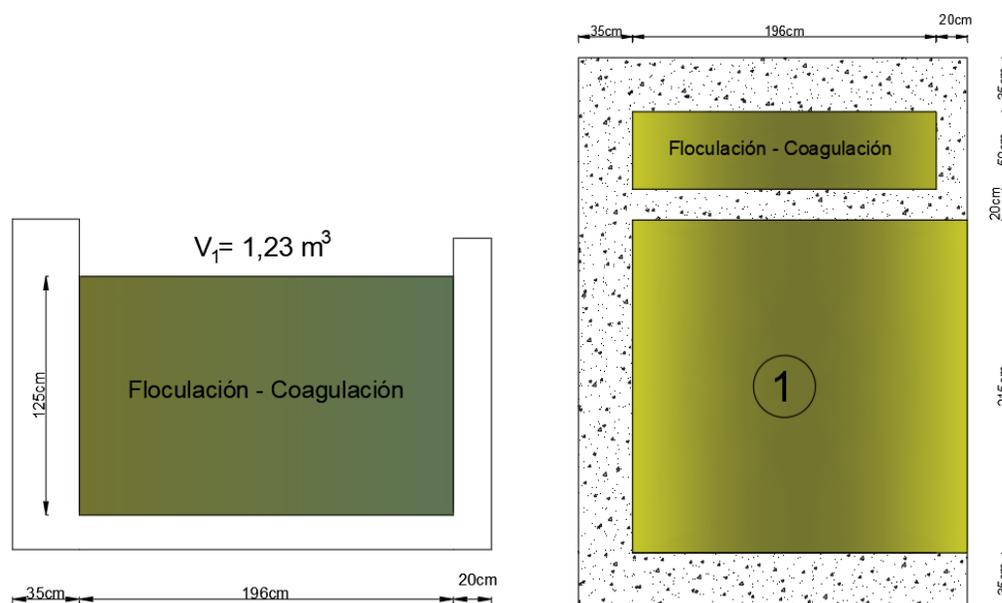 V₁= 1,23 m³
Floculación - Coagulación
125cm
35cm
196cm
20cm
35cm
196cm
20cm
Floculación - Coagulación
20cm
1